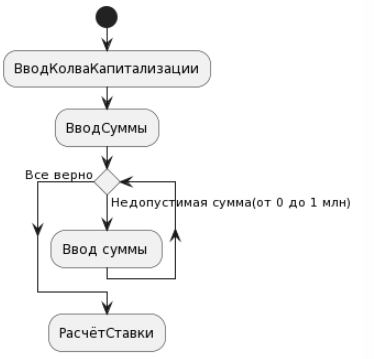 ВводКолваКапитализации
ВводСуммы
Все верно
Недопустимая сумма(от 0 до 1 млн)
Ввод суммы
РасчётСтавки